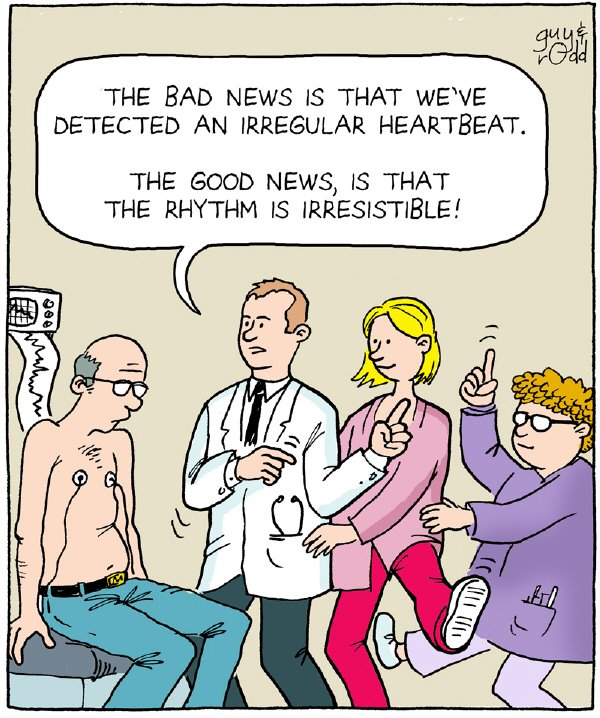 guy &
rodd
THE BAD NEWS IS THAT WE'VE
DETECTED AN IRREGULAR HEARTBEAT.
THE GOOD NEWS, IS THAT
THE RHYTHM IS IRRESISTIBLE!